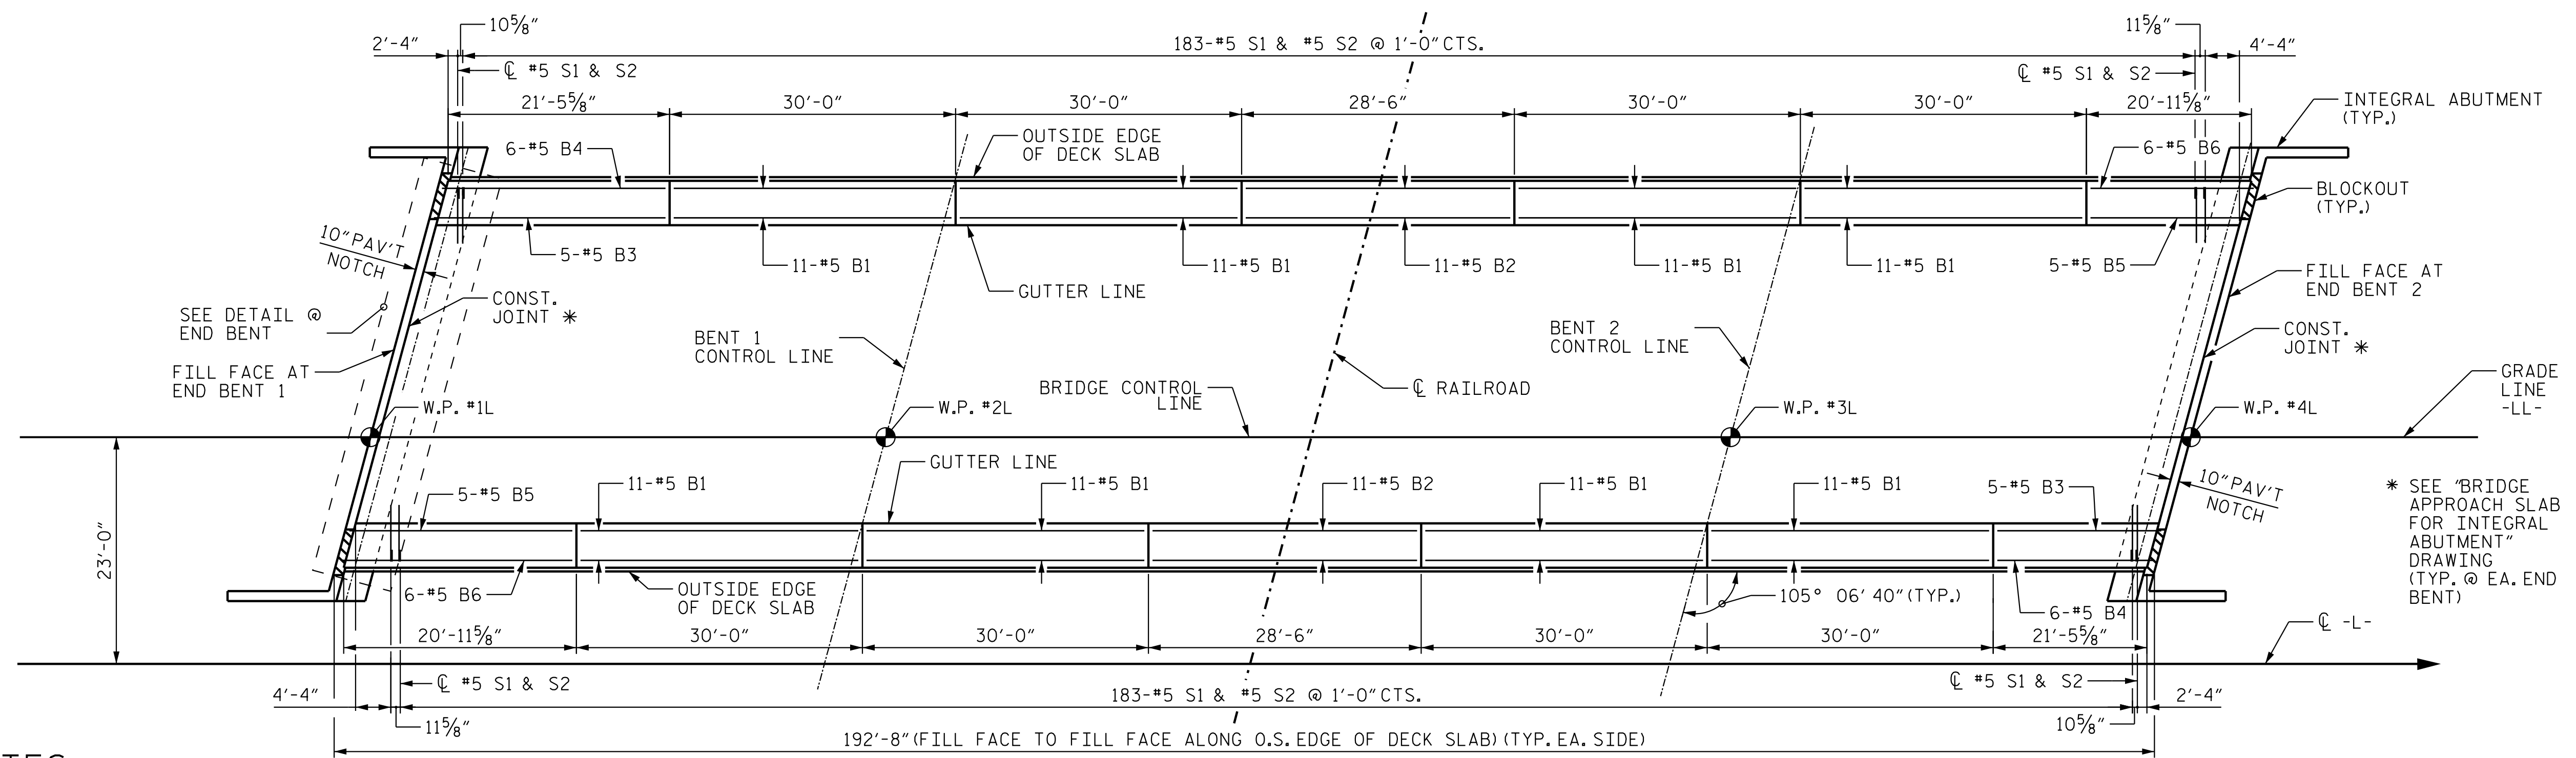 10⅝"
11⅝"
2'-4"
183-#5 S1 & #5 S2 @ 1'-0" CTS.
4'-4"
℄ #5 S1 & S2
℄ #5 S1 & S2
21'-5⅝"
30'-0"
30'-0"
28'-6"
30'-0"
30'-0"
20'-11⅝"
INTEGRAL ABUTMENT
(TYP.)
6-#5 B4
OUTSIDE EDGE
OF DECK SLAB
6-#5 B6
BLOCKOUT
(TYP.)
10" PAV'T
NOTCH
5-#5 B3
11-#5 B1
11-#5 B1
11-#5 B2
11-#5 B1
11-#5 B1
5-#5 B5
GUTTER LINE
FILL FACE AT
END BENT 2
SEE DETAIL @
END BENT
CONST.
JOINT *
BENT 1
CONTROL LINE
BENT 2
CONTROL LINE
CONST.
JOINT *
FILL FACE AT
END BENT 1
BRIDGE CONTROL
LINE
℄ RAILROAD
GRADE
LINE
-LL-
W.P. #1L
W.P. #2L
W.P. #3L
W.P. #4L
23'-0"
GUTTER LINE
5-#5 B5
11-#5 B1
11-#5 B1
11-#5 B2
11-#5 B1
11-#5 B1
5-#5 B3
10" PAV'T
NOTCH
* SEE "BRIDGE
APPROACH SLAB
FOR INTEGRAL
ABUTMENT"
DRAWING
(TYP. @ EA. END
BENT)
6-#5 B6
OUTSIDE EDGE
OF DECK SLAB
105° 06' 40" (TYP.)
6-#5 B4
20'-11⅝"
30'-0"
30'-0"
28'-6"
30'-0"
30'-0"
21'-5⅝"
℄ -L-
℄ #5 S1 & S2
℄ #5 S1 & S2
4'-4"
183-#5 S1 & #5 S2 @ 1'-0" CTS.
2'-4"
11⅝"
10⅝"
192'-8" (FILL FACE TO FILL FACE ALONG O.S. EDGE OF DECK SLAB) (TYP. EA. SIDE)